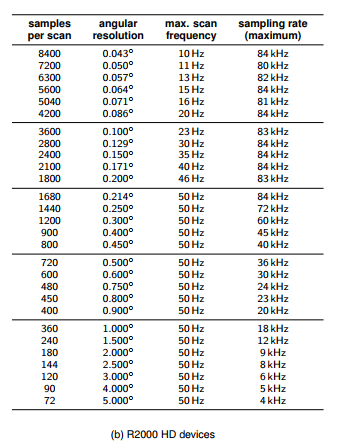 samples per scan angular resolution max. scan frequency sampling rate (maximum)
8400 0.043° 10 Hz 84 kHz
7200 0.050° 11 Hz 80 kHz
6300 0.057° 13 Hz 82 kHz
5600 0.064° 15 Hz 84 kHz
5040 0.071° 16 Hz 81 kHz
4200 0.086° 20 Hz 84 kHz
3600 0.100° 23 Hz 83 kHz
2800 0.129° 30 Hz 84 kHz
2400 0.150° 35 Hz 84 kHz
2100 0.171° 40 Hz 84 kHz
1800 0.200° 46 Hz 83 kHz
1680 0.214° 50 Hz 84 kHz
1440 0.250° 50 Hz 72 kHz
1200 0.300° 50 Hz 60 kHz
900 0.400° 50 Hz 45 kHz
800 0.450° 50 Hz 40 kHz
720 0.500° 50 Hz 36 kHz
600 0.600° 50 Hz 30 kHz
480 0.750° 50 Hz 24 kHz
450 0.800° 50 Hz 23 kHz
400 0.900° 50 Hz 20 kHz
360 1.000° 50 Hz 18 kHz
240 1.500° 50 Hz 12 kHz
180 2.000° 50 Hz 9 kHz
144 2.500° 50 Hz 8 kHz
120 3.000° 50 Hz 6 kHz
90 4.000° 50 Hz 5 kHz
72 5.000° 50 Hz 4 kHz
(b) R2000 HD devices